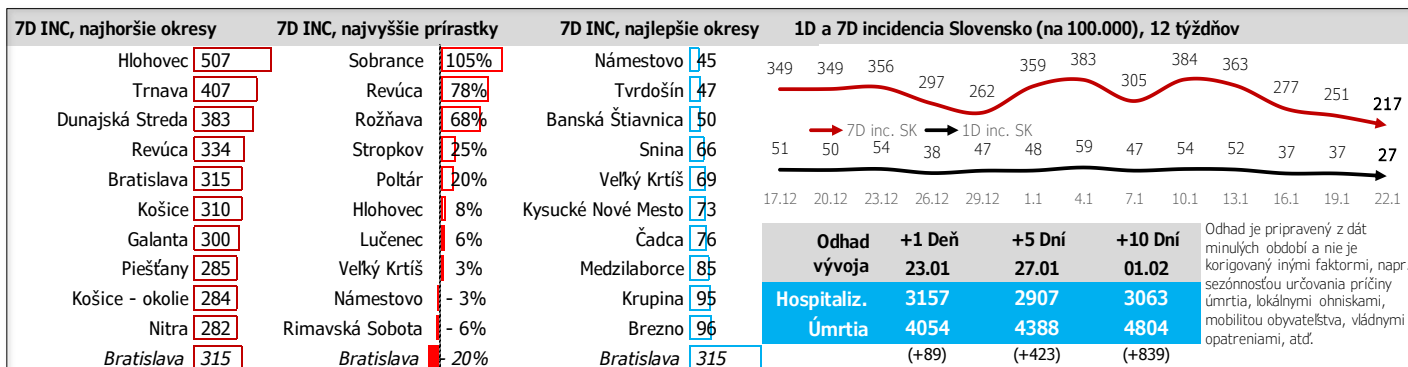 7D INC, najhoršie okresy
Hlohovec 507
Trnava 407
Dunajská Streda 383
Revúca 334
Bratislava 315
Košice 310
Galanta 300
Piešťany 285
Košice - okolie 284
Nitra 282
Bratislava 315
7D INC, najvyššie prírastky
Sobrance 105%
Revúca 78%
Rožňava 68%
Stropkov 25%
Poltár 20%
Hlohovec 8%
Lučenec 6%
Veľký Krtíš 3%
Námestovo - 3%
Rimavská Sobota - 6%
Bratislava - 20%
7D INC, najlepšie okresy
Námestovo 45
Tvrdošín 47
Banská Štiavnica 50
Snina 66
Veľký Krtíš 69
Kysucké Nové Mesto 73
Čadca 76
Medzilaborce 85
Krupina 95
Brezno 96
Bratislava 315
1D a 7D incidencia Slovensko (na 100.000), 12 týždňov
349 349 356 297 262 359 383 305 384 363 277 251 217
7D inc. SK 1D inc. SK
51 50 54 38 47 48 59 47 54 52 37 37 27
17.12 20.12 23.12 26.12 29.12 1.1 4.1 7.1 10.1 13.1 16.1 19.1 22.1
Odhad +1 Deň +5 Dní +10 Dní
vývoja 23.01 27.01 01.02
Hospitaliz. 3157 2907 3063
Úmrtia 4054 4388 4804
(+89) (+423) (+839)
Odhad je pripravený z dát
minulých období a nie je
korigovaný inými faktormi, napr.
sezónnosťou určovania príčiny
úmrtia, lokálnymi ohniskami,
mobilitou obyvateľstva, vládnymi
opatreniami, atď.